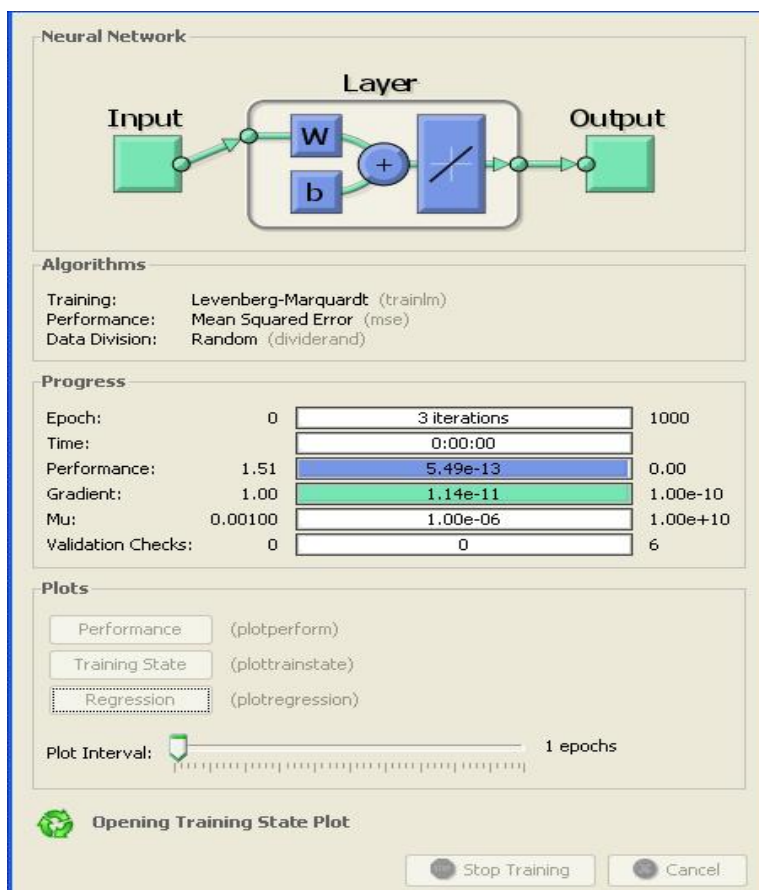 Neural Network
Layer
Input
Output
W
+
b
Algorithms
Training: Levenberg-Marquardt (trainlm)
Performance: Mean Squared Error (mse)
Data Division: Random (dividerand)
Progress
Epoch: 0 3 iterations 1000
Time: 0:00:00
Performance: 1.51 5.49e-13 0.00
Gradient: 1.00 1.14e-11 1.00e-10
Mu: 0.00100 1.00e-06 1.00e+10
Validation Checks: 0 0 6
Plots
Performance (plotperform)
Training State (plottrainstate)
Regression (plotregression)
Plot Interval: 1 epochs
Opening Training State Plot
Stop Training Cancel